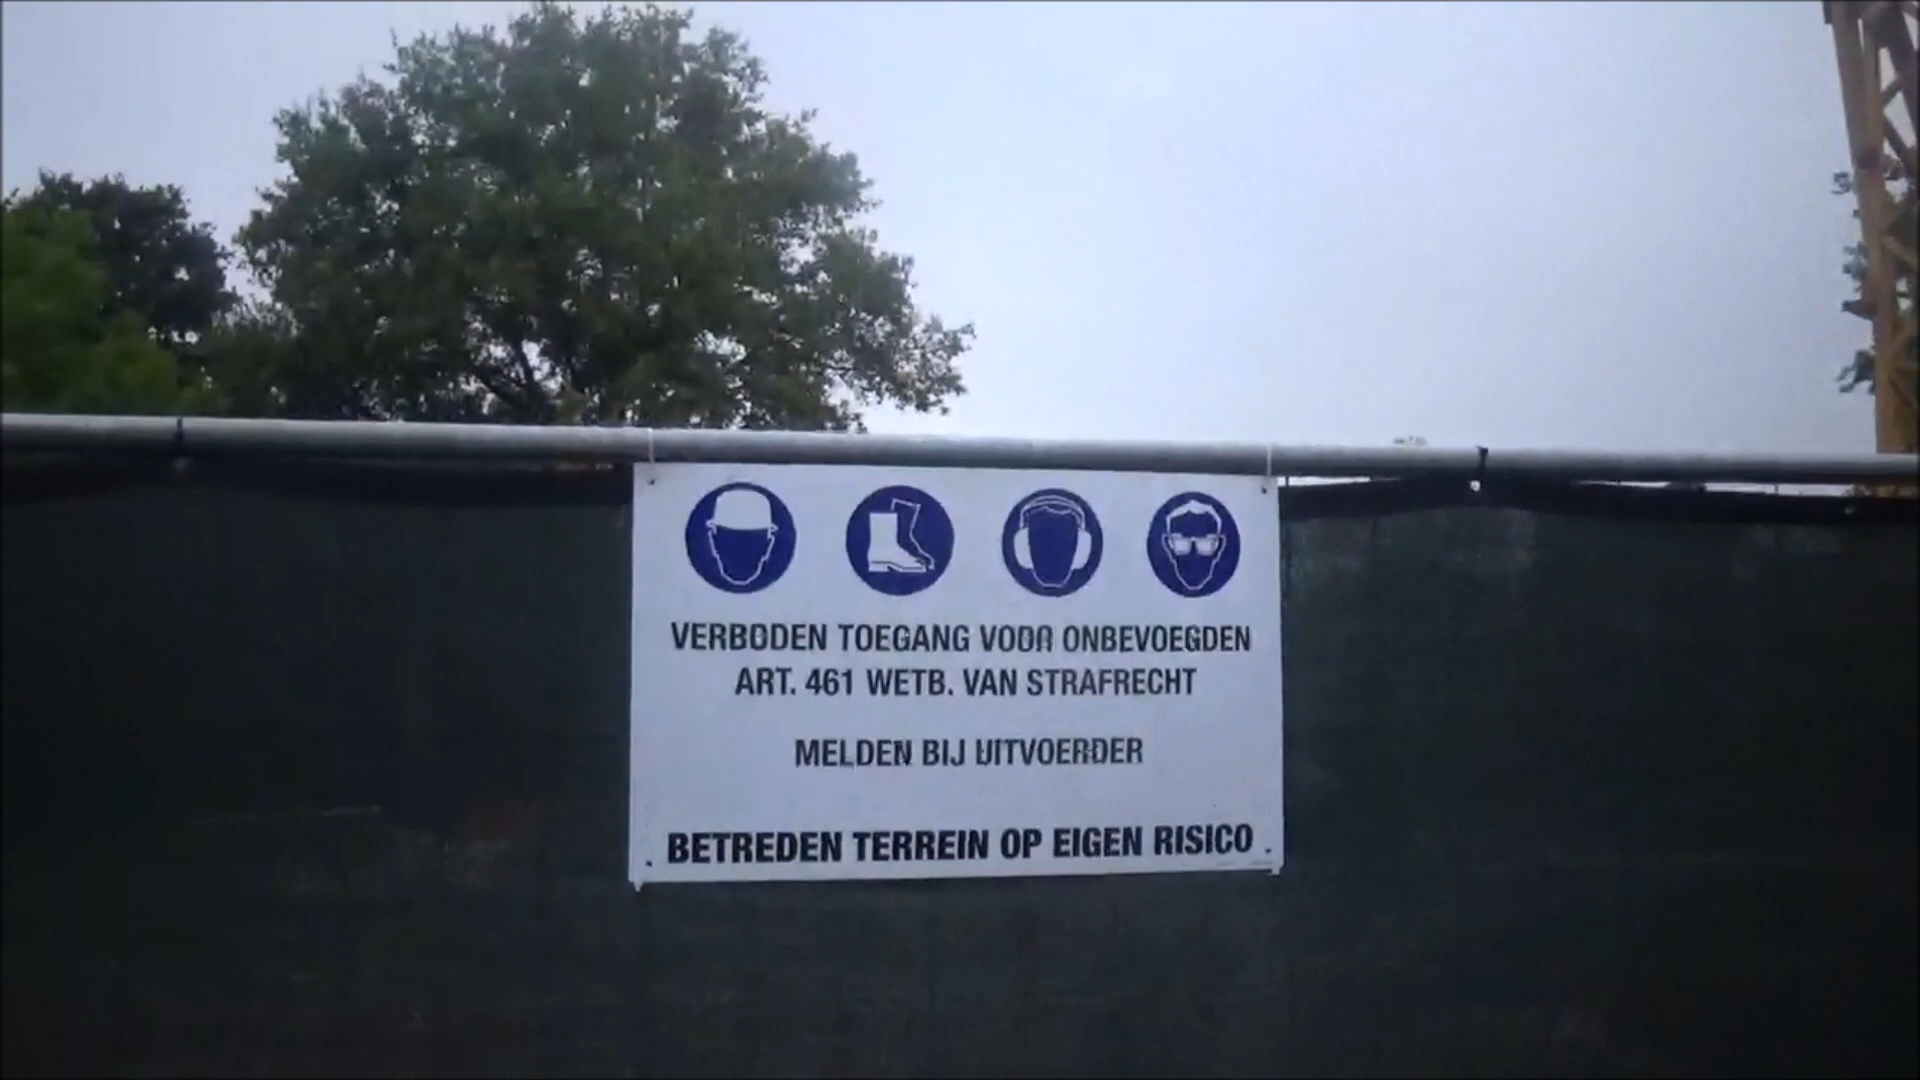 VERBODEN TOEGANG VOOR ONBEVOEGDEN
ART. 461 WETB. VAN STRAFRECHT
MELDEN BIJ UITVOERDER
BETREDEN TERREIN OP EIGEN RISICO